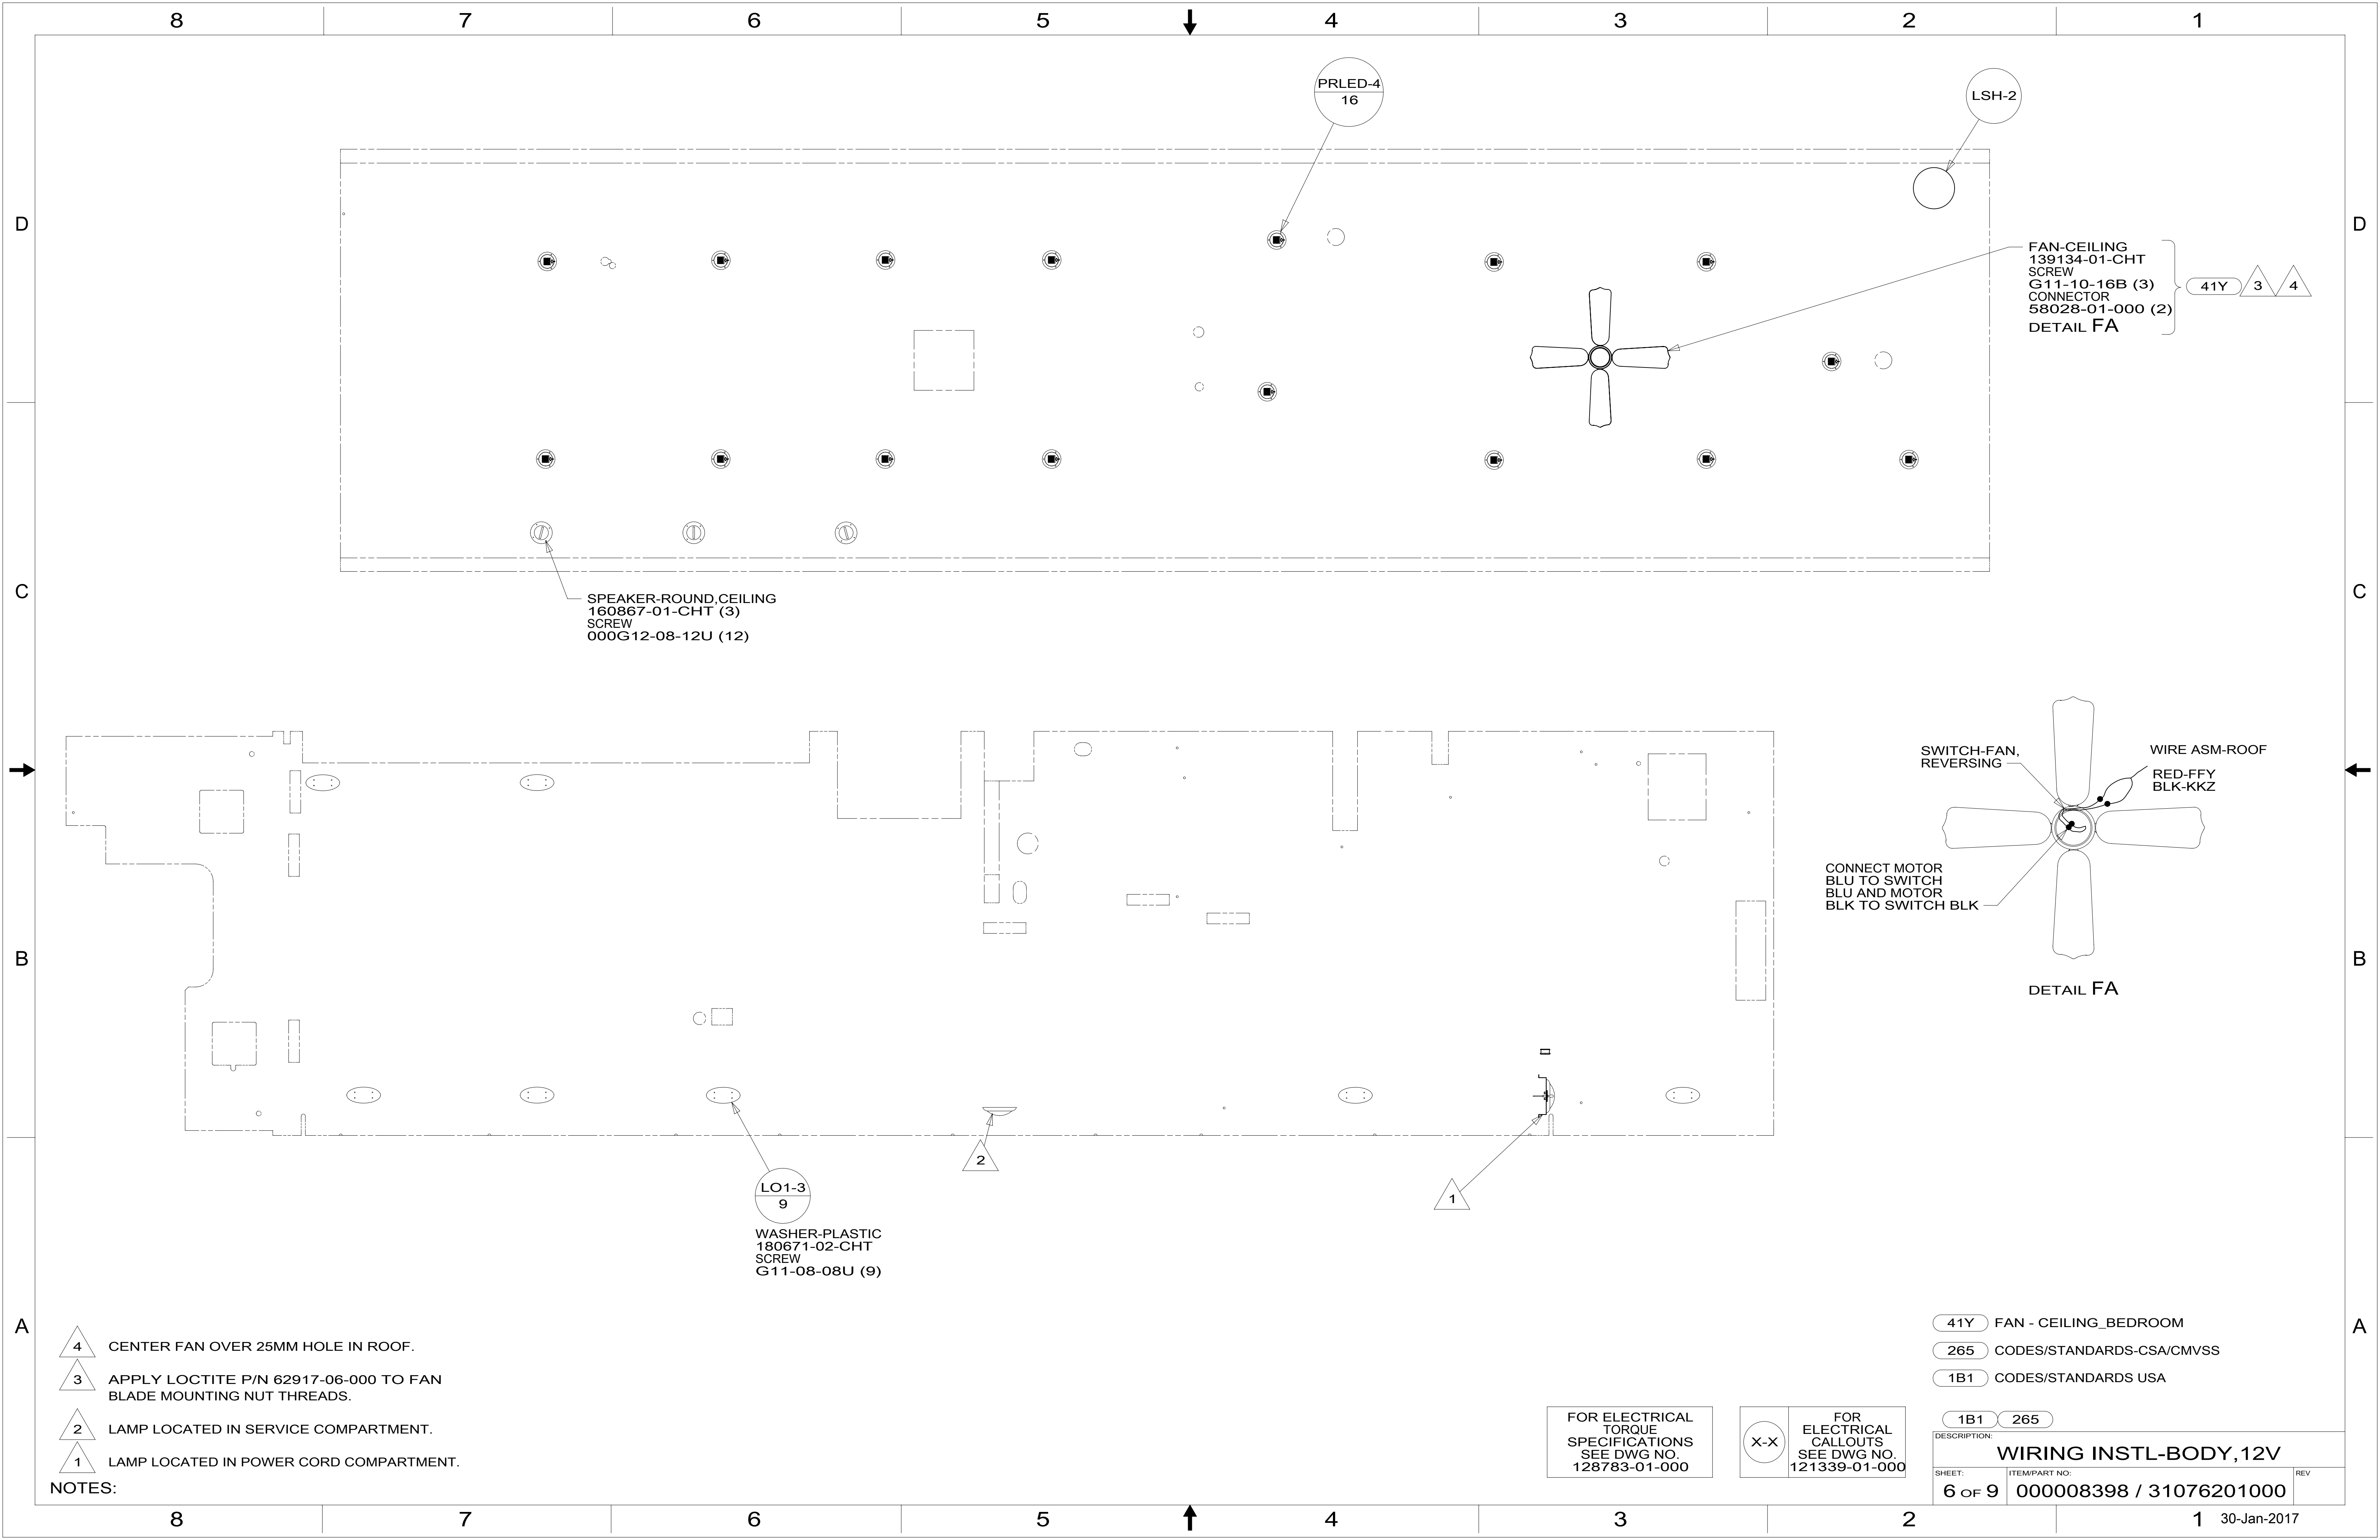 8 7 6 5 4 3 2 1
PRLED-4
16
LSH-2
D
D
FAN-CEILING
139134-01-CHT
SCREW
G11-10-16B (3)
CONNECTOR
58028-01-000 (2)
DETAIL FA
41Y 3 4
C
C
SPEAKER-ROUND,CEILING
160867-01-CHT (3)
SCREW
000G12-08-12U (12)
SWITCH-FAN,
REVERSING
WIRE ASM-ROOF
RED-FFY
BLK-KKZ
CONNECT MOTOR
BLU TO SWITCH
BLU AND MOTOR
BLK TO SWITCH BLK
DETAIL FA
B
B
2
1
LO1-3
9
WASHER-PLASTIC
180671-02-CHT
SCREW
G11-08-08U (9)
A
A
4 CENTER FAN OVER 25MM HOLE IN ROOF.
3 APPLY LOCTITE P/N 62917-06-000 TO FAN
BLADE MOUNTING NUT THREADS.
2 LAMP LOCATED IN SERVICE COMPARTMENT.
1 LAMP LOCATED IN POWER CORD COMPARTMENT.
NOTES:
FOR ELECTRICAL
TORQUE
SPECIFICATIONS
SEE DWG NO.
128783-01-000
X-X
FOR
ELECTRICAL
CALLOUTS
SEE DWG NO.
121339-01-000
41Y FAN - CEILING_BEDROOM
265 CODES/STANDARDS-CSA/CMVSS
1B1 CODES/STANDARDS USA
1B1 265
DESCRIPTION:
WIRING INSTL-BODY,12V
SHEET:
6 OF 9
ITEM/PART NO:
000008398 / 31076201000
REV
8 7 6 5 4 3 2 1
30-Jan-2017